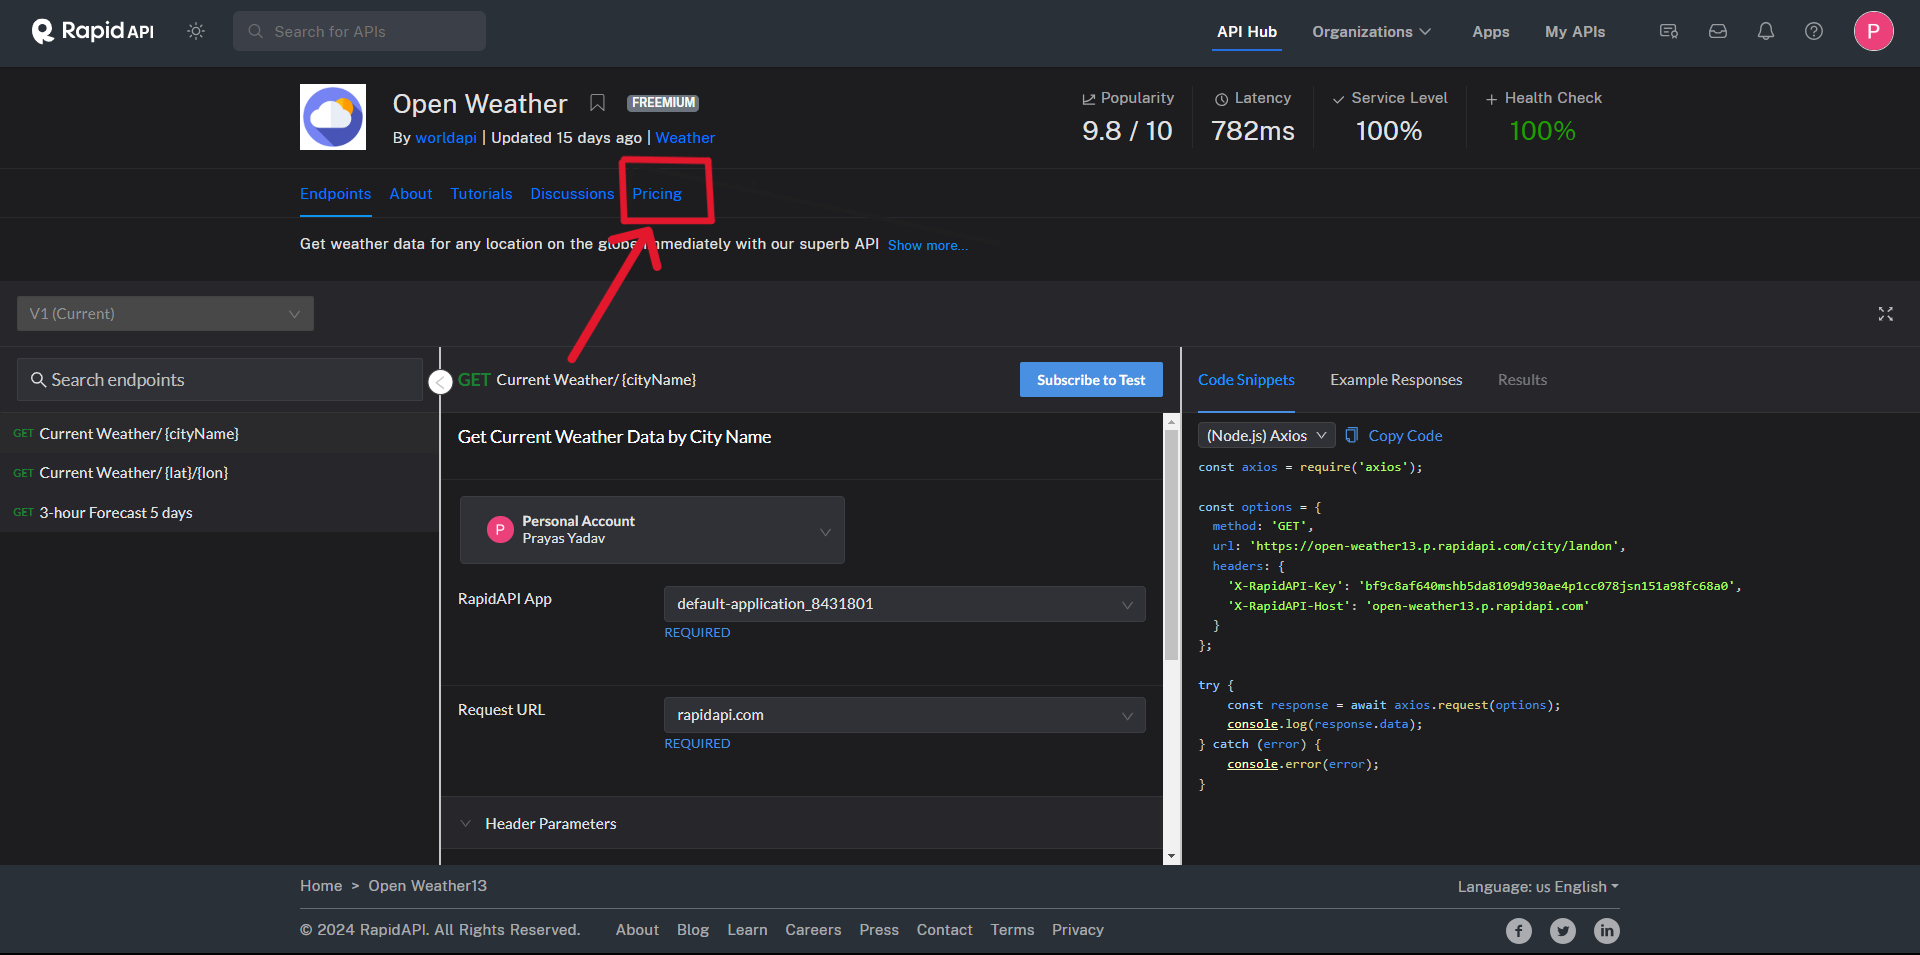 Rapid API
Search for APIs
API Hub
Organizations
Apps
My APIs
P
Open Weather
FREEMIUM
By worldapi | Updated 15 days ago | Weather
Popularity
9.8 / 10
Latency
782ms
Service Level
100%
Health Check
100%
Endpoints
About
Tutorials
Discussions
Pricing
Get weather data for any location on the globe immediately with our superb API Show more...
V1 (Current)
Search endpoints
GET Current Weather/ {cityName}
GET Current Weather/ {lat}/{lon}
GET 3-hour Forecast 5 days
GET Current Weather/ {cityName}
Subscribe to Test
Get Current Weather Data by City Name
P
Personal Account
Prayas Yadav
RapidAPI App
default-application_8431801
REQUIRED
Request URL
rapidapi.com
REQUIRED
Header Parameters
Code Snippets
Example Responses
Results
(Node.js) Axios
Copy Code
const axios = require('axios');
const options = {
method: 'GET',
url: 'https://open-weather13.p.rapidapi.com/city/landon',
headers: {
'X-RapidAPI-Key': 'bf9c8af640mshb5da8109d930ae4p1cc078jsn151a98fc68a0',
'X-RapidAPI-Host': 'open-weather13.p.rapidapi.com'
}
};
try {
const response = await axios.request(options);
console.log(response.data);
} catch (error) {
console.error(error);
}
Home > Open Weather13
Language: us English
© 2024 RapidAPI. All Rights Reserved.
About
Blog
Learn
Careers
Press
Contact
Terms
Privacy